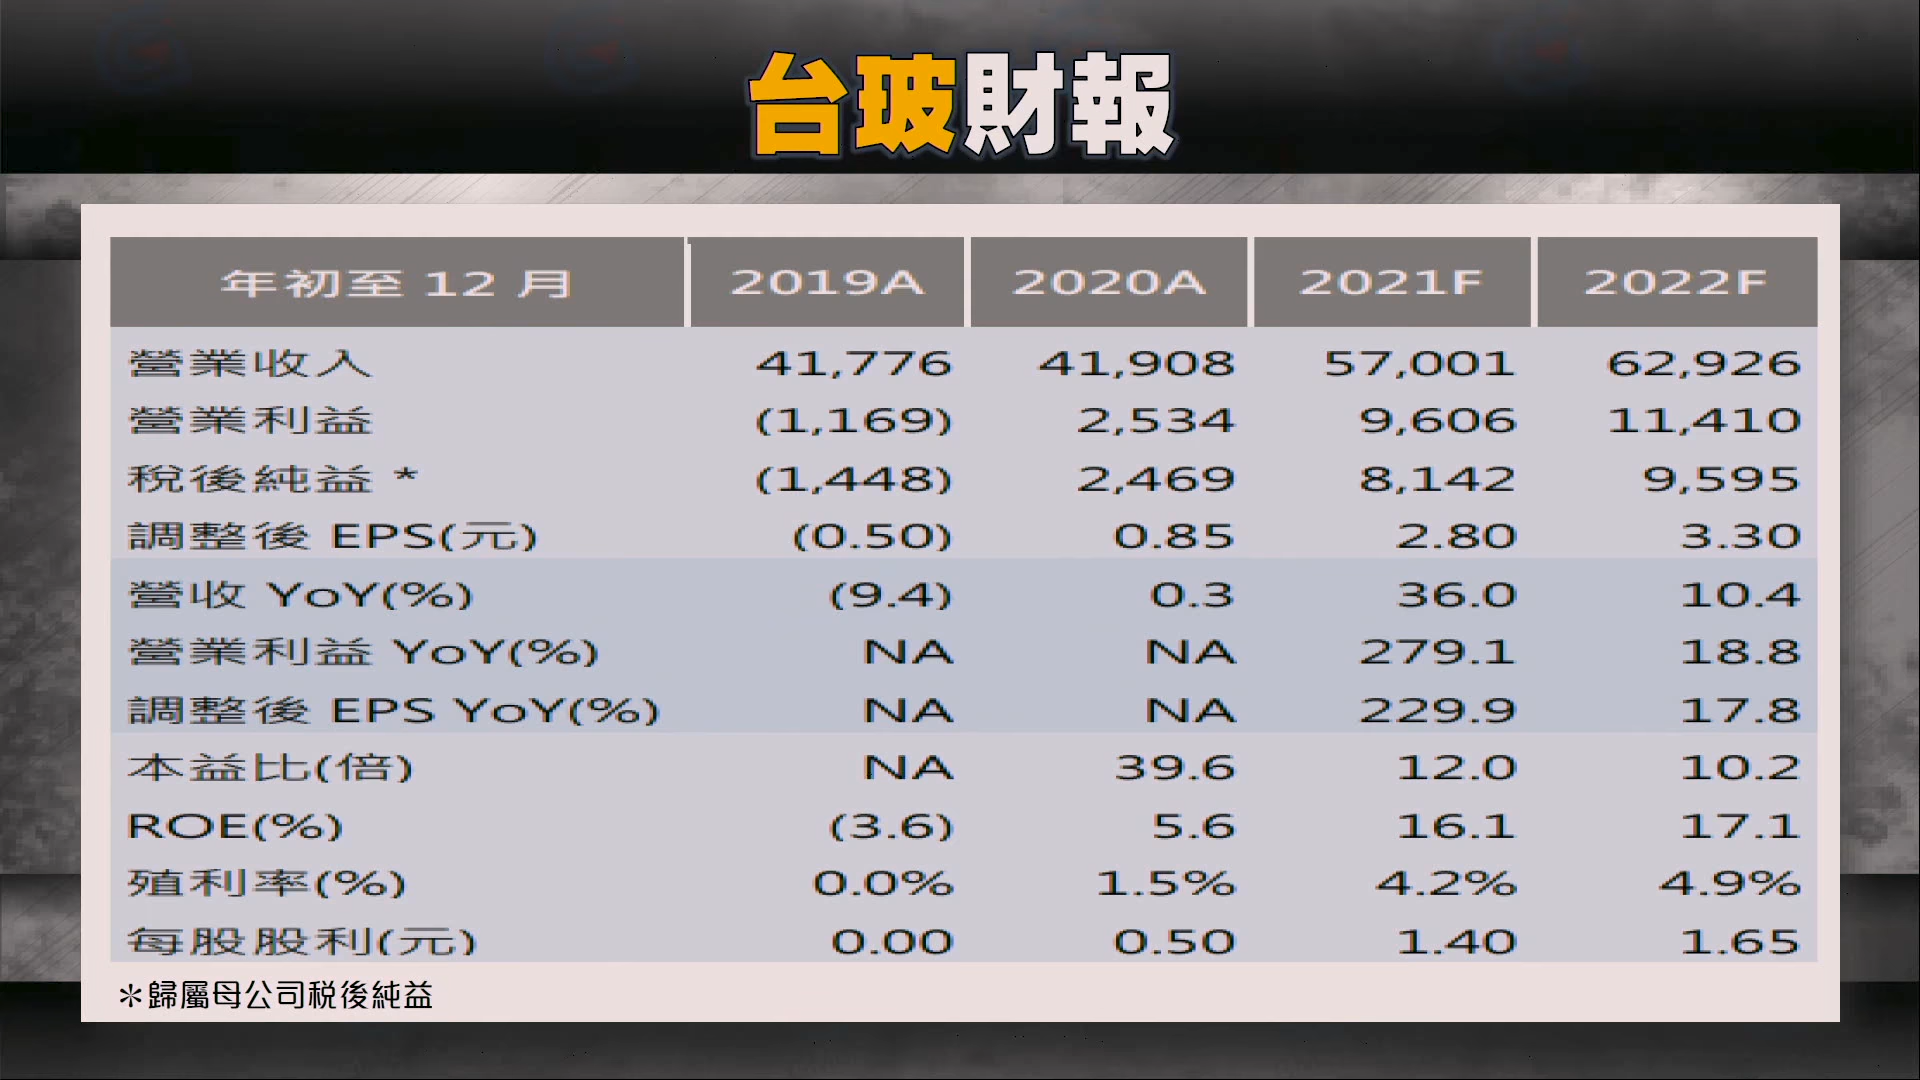 台玻財報
年初至 12 月 2019A 2020A 2021F 2022F
營業收入 41,776 41,908 57,001 62,926
營業利益 (1,169) 2,534 9,606 11,410
稅後純益 * (1,448) 2,469 8,142 9,595
調整後 EPS(元) (0.50) 0.85 2.80 3.30
營收 YoY(%) (9.4) 0.3 36.0 10.4
營業利益 YoY(%) NA NA 279.1 18.8
調整後 EPS YoY(%) NA NA 229.9 17.8
本益比(倍) NA 39.6 12.0 10.2
ROE(%) (3.6) 5.6 16.1 17.1
殖利率(%) 0.0% 1.5% 4.2% 4.9%
每股股利(元) 0.00 0.50 1.40 1.65
＊歸屬母公司稅後純益